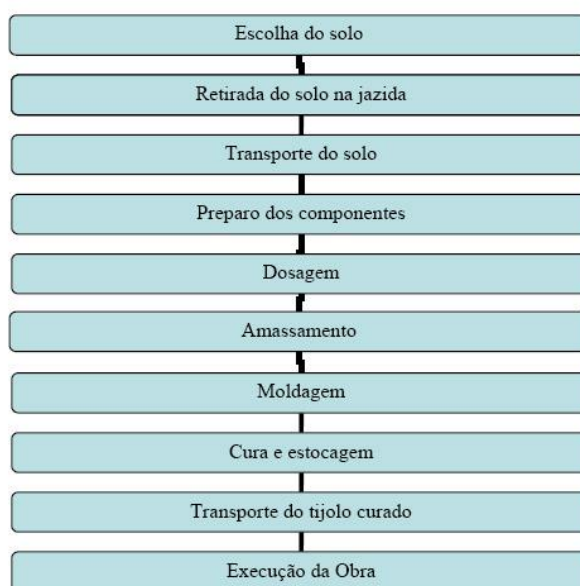 Escolha do solo
Retirada do solo na jazida
Transporte do solo
Preparo dos componentes
Dosagem
Amassamento
Moldagem
Cura e estocagem
Transporte do tijolo curado
Execução da Obra